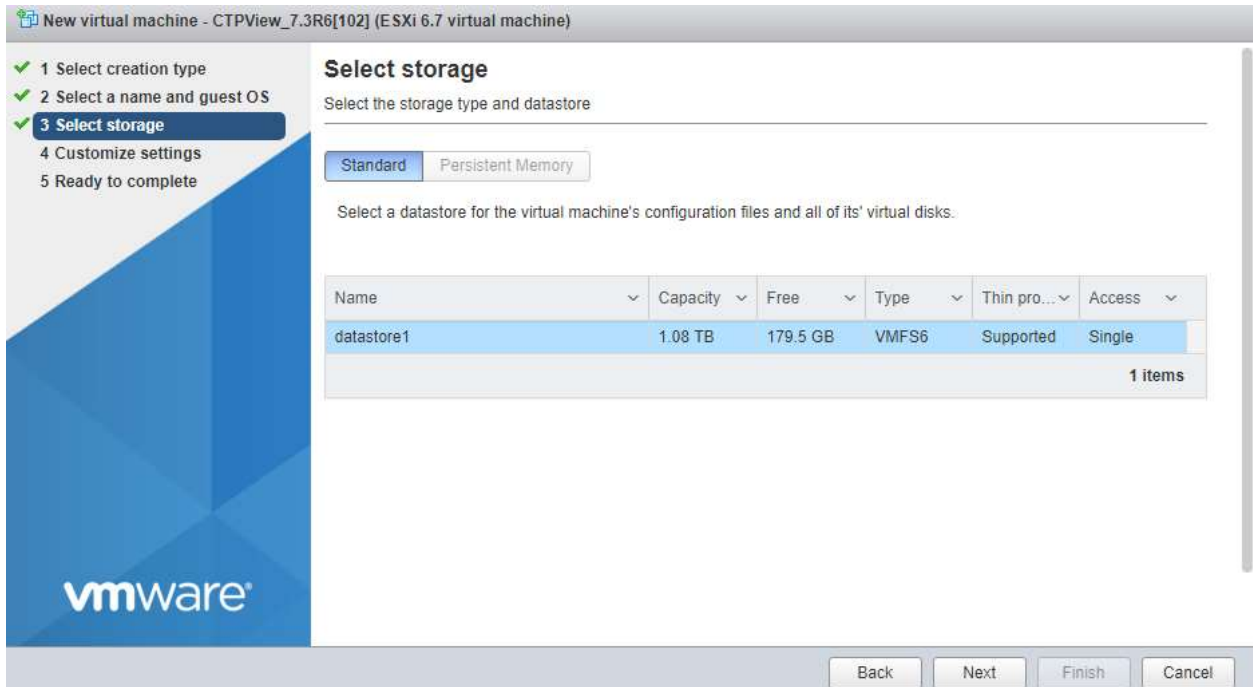 New virtual machine - CTPView_7.3R6[102] (ESXi 6.7 virtual machine)
1 Select creation type
2 Select a name and guest OS
3 Select storage
4 Customize settings
5 Ready to complete
vmware®
Select storage
Select the storage type and datastore
Standard Persistent Memory
Select a datastore for the virtual machine's configuration files and all of its' virtual disks.
Name Capacity Free Type Thin pro... Access
datastore1 1.08 TB 179.5 GB VMFS6 Supported Single
1 items
Back Next Finish Cancel